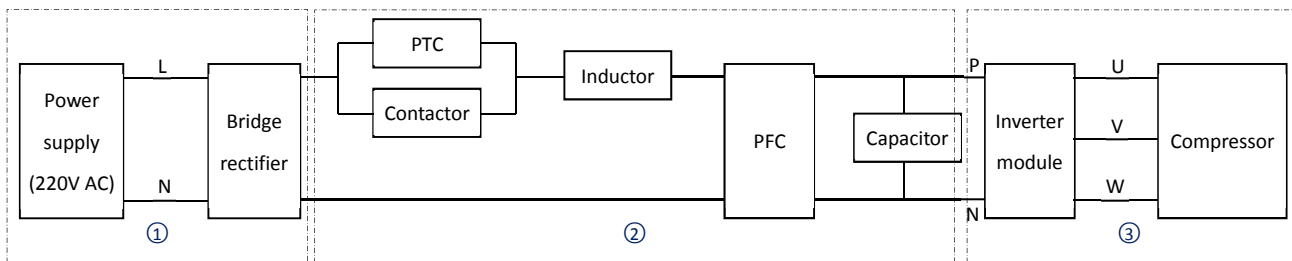 Power
supply
(220V AC)
L
N
①
Bridge
rectifier
PTC
Contactor
Inductor
②
PFC
Capacitor
P
N
Inverter
module
U
V
W
③
Compressor